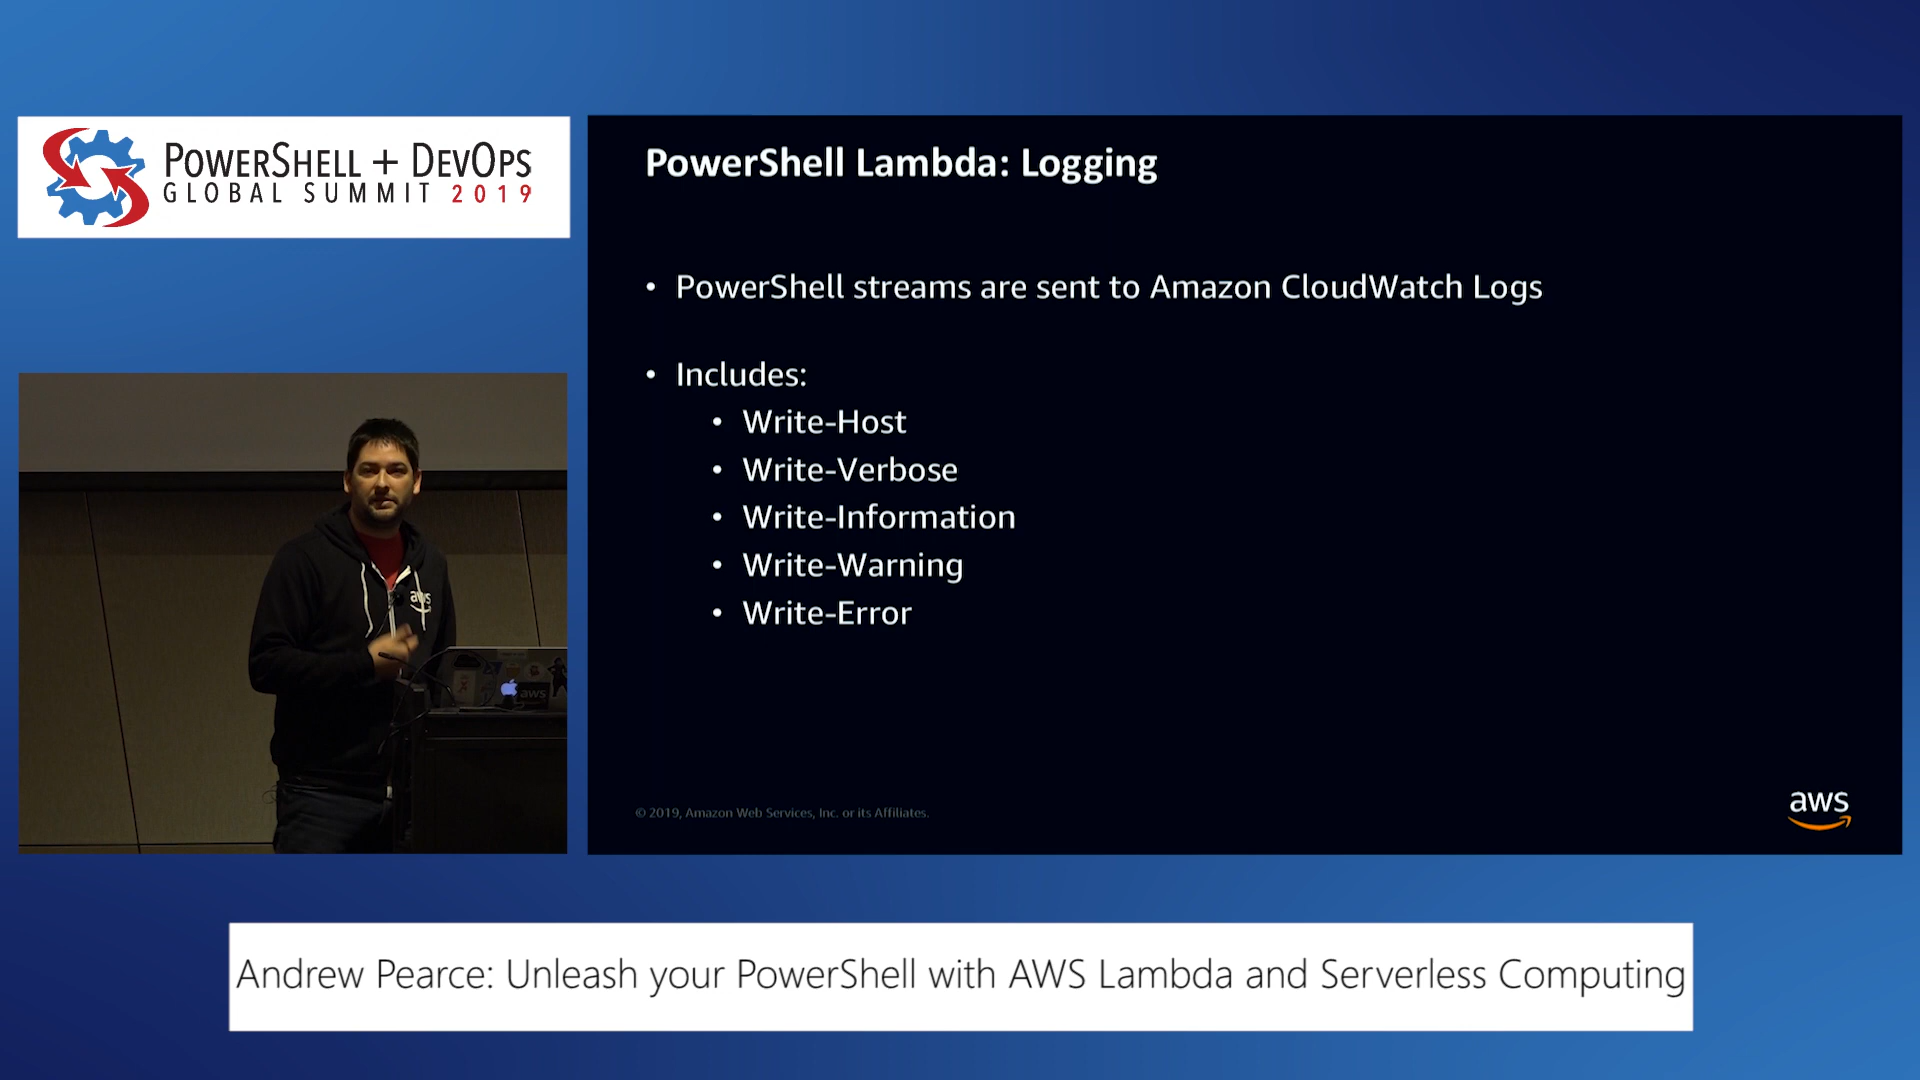 POWERSHELL + DEVOPS
GLOBAL SUMMIT 2019
PowerShell Lambda: Logging
• PowerShell streams are sent to Amazon CloudWatch Logs
• Includes:
• Write-Host
• Write-Verbose
• Write-Information
• Write-Warning
• Write-Error
© 2019, Amazon Web Services, Inc. or its Affiliates.
aws
aws
aws
Andrew Pearce: Unleash your PowerShell with AWS Lambda and Serverless Computing